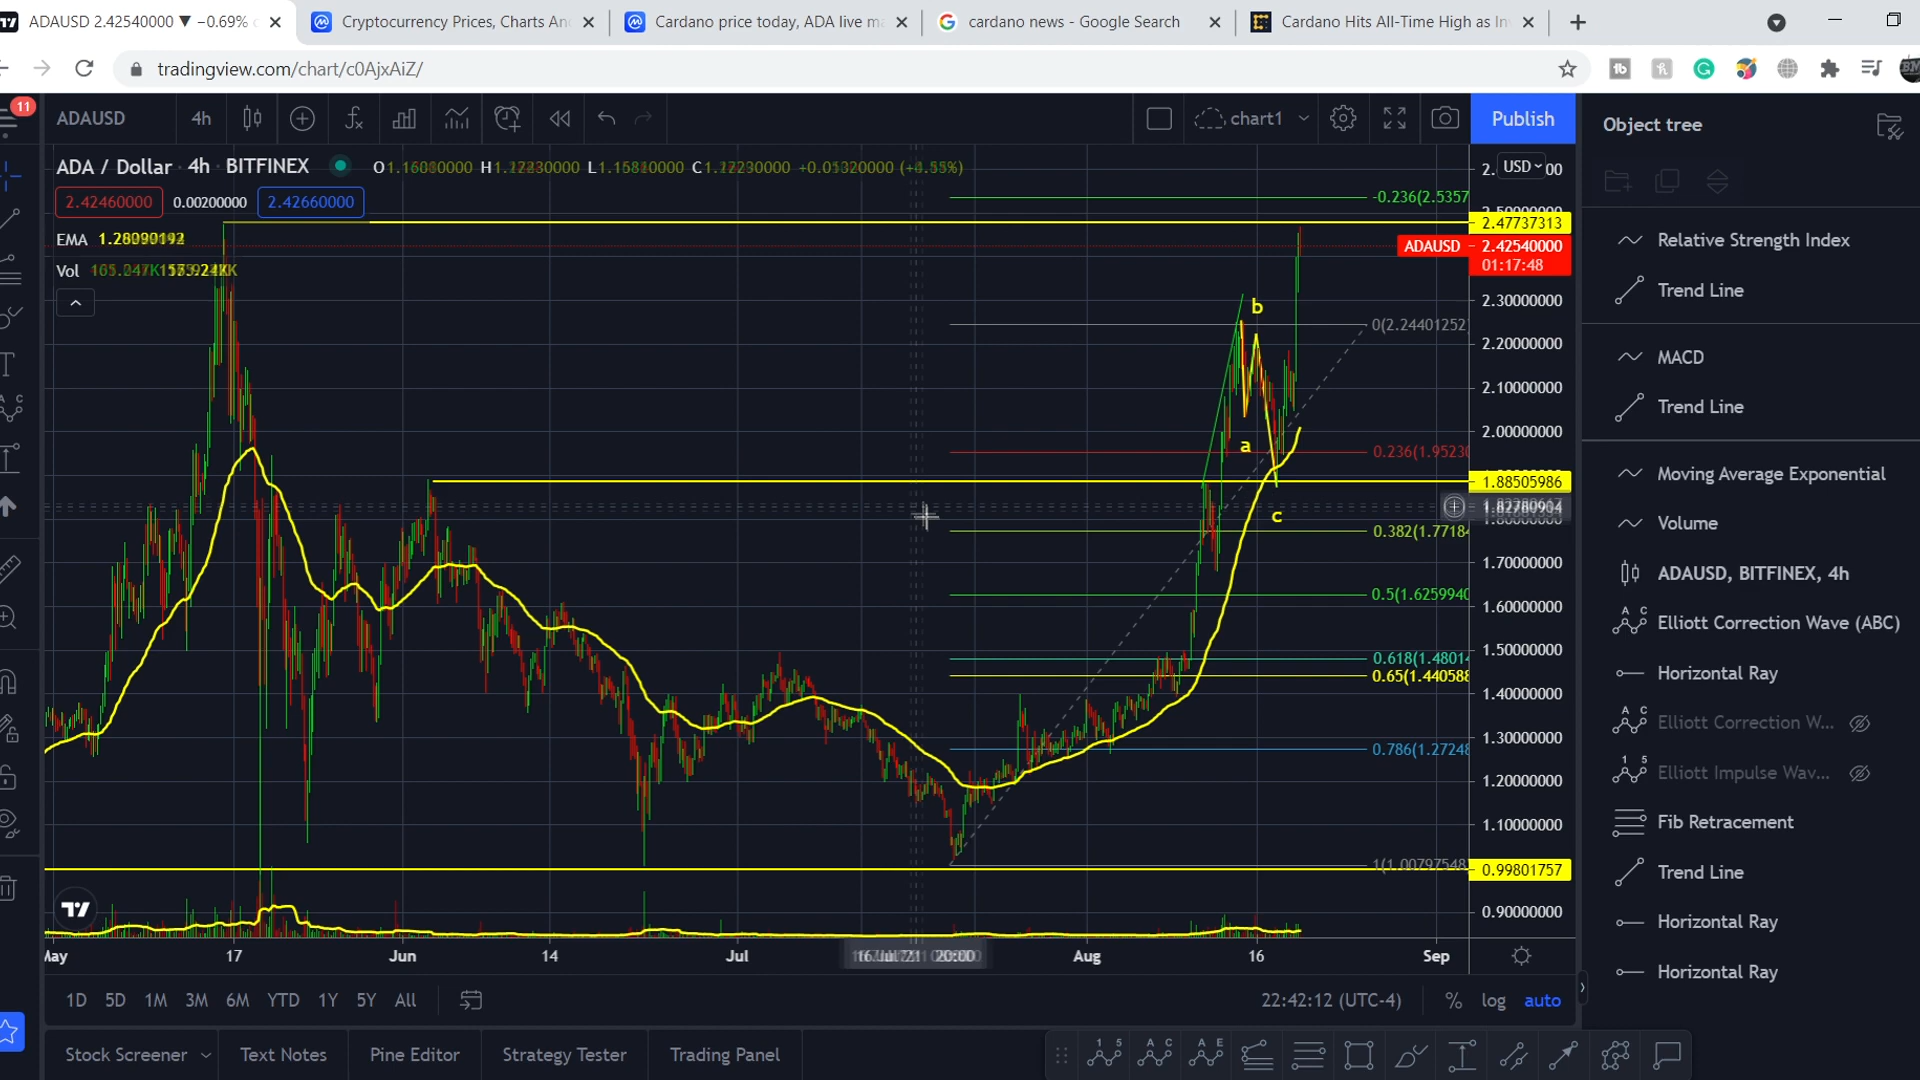 ADAUSD 2.42540000 ▼ −0.69%
Cryptocurrency Prices, Charts An
Cardano price today, ADA live ma
cardano news - Google Search
Cardano Hits All-Time High as In
tradingview.com/chart/c0AjxAiZ/
11
ADAUSD
4h
chart1
Publish
Object tree
ADA / Dollar · 4h · BITFINEX
USD
2.42460000
0.00200000
2.42660000
EMA
Vol
-0.236(2.5357
2.47737313
ADAUSD
2.42540000
01:17:48
2.30000000
b
0(2.24401252
2.20000000
2.10000000
2.00000000
a
0.236(1.9523
1.88505986
c
0.382(1.7718
1.70000000
0.5(1.625994
1.60000000
0.618(1.4801
1.50000000
0.65(1.440588
1.40000000
1.30000000
0.786(1.2724
1.20000000
1.10000000
1(1.0079754
0.99801757
0.90000000
May
17
Jun
14
Jul
Aug
16
Sep
1D
5D
1M
3M
6M
YTD
1Y
5Y
All
22:42:12 (UTC-4)
%
log
auto
Stock Screener
Text Notes
Pine Editor
Strategy Tester
Trading Panel
Relative Strength Index
Trend Line
MACD
Trend Line
Moving Average Exponential
Volume
ADAUSD, BITFINEX, 4h
Elliott Correction Wave (ABC)
Horizontal Ray
Elliott Correction W...
Elliott Impulse Wav...
Fib Retracement
Trend Line
Horizontal Ray
Horizontal Ray